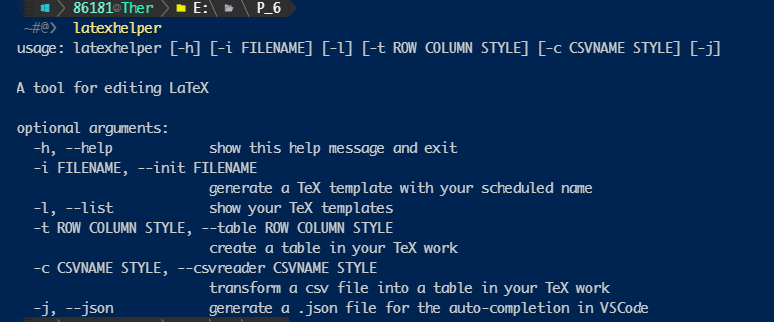 86181@Ther E: P_6
~#@> latexhelper
usage: latexhelper [-h] [-i FILENAME] [-l] [-t ROW COLUMN STYLE] [-c CSVNAME STYLE] [-j]
A tool for editing LaTeX
optional arguments:
-h, --help show this help message and exit
-i FILENAME, --init FILENAME
generate a TeX template with your scheduled name
-l, --list show your TeX templates
-t ROW COLUMN STYLE, --table ROW COLUMN STYLE
create a table in your TeX work
-c CSVNAME STYLE, --csvreader CSVNAME STYLE
transform a csv file into a table in your TeX work
-j, --json generate a .json file for the auto-completion in VSCode